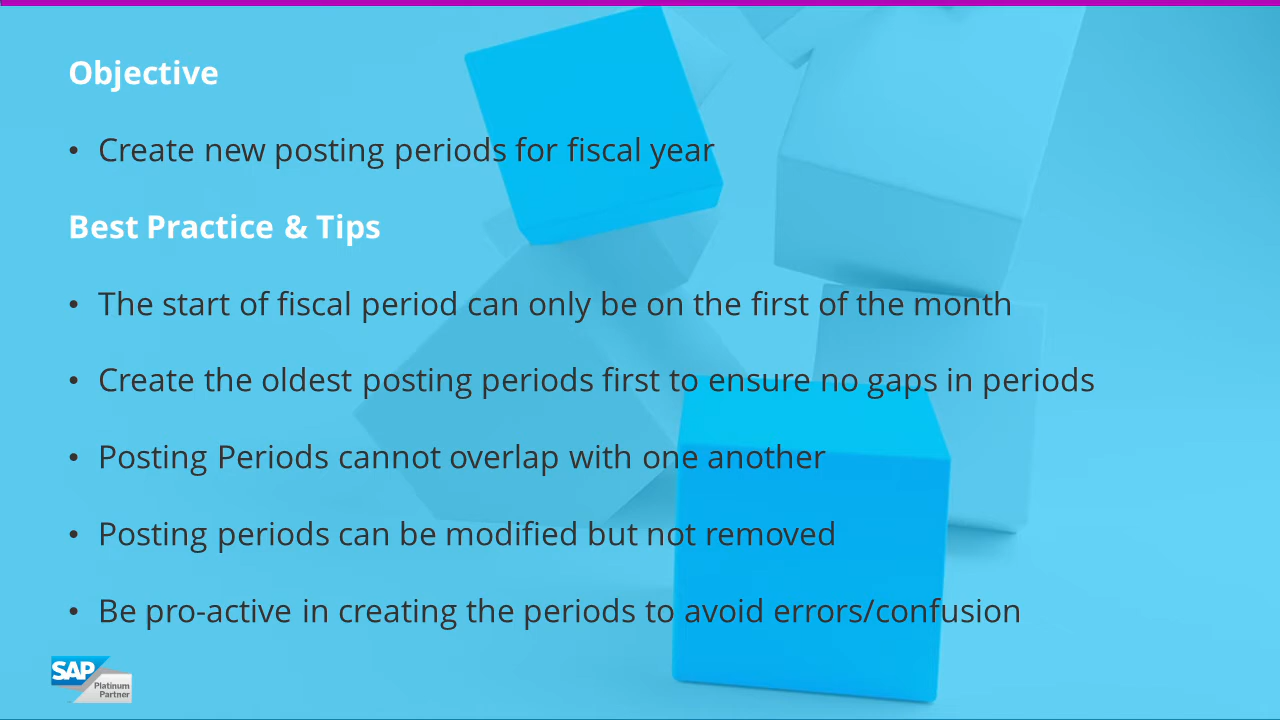 Objective
• Create new posting periods for fiscal year
Best Practice & Tips
• The start of fiscal period can only be on the first of the month
• Create the oldest posting periods first to ensure no gaps in periods
• Posting Periods cannot overlap with one another
• Posting periods can be modified but not removed
• Be pro-active in creating the periods to avoid errors/confusion
SAP
Platinum
Partner